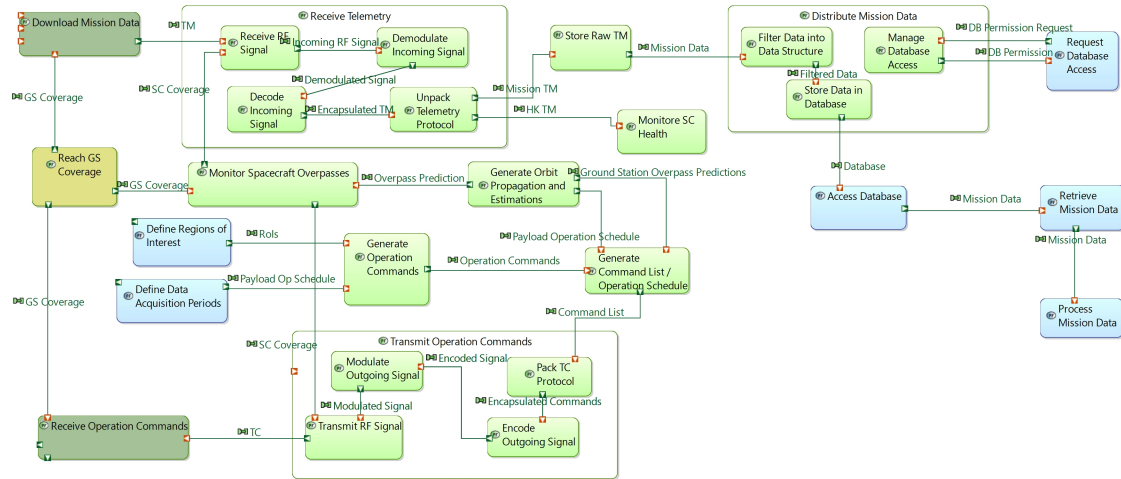 Download Mission Data
TM
Receive Telemetry
Receive RF
Signal
Incoming RF Signal
Demodulate
Incoming Signal
Demodulated Signal
Decode
Incoming
Signal
Encapsulated TM
Unpack
Telemetry
Protocol
Mission TM
HK TM
Store Raw TM
Mission Data
Monitore SC
Health
Distribute Mission Data
Filter Data into
Data Structure
Filtered Data
Store Data in
Database
Manage
Database
Access
DB Permission Request
DB Permission
Request
Database
Access
GS Coverage
SC Coverage
Reach GS
Coverage
GS Coverage
Monitor Spacecraft Overpasses
Overpass Prediction
Generate Orbit
Propagation and
Estimations
Ground Station Overpass Predictions
Database
Access Database
Mission Data
Retrieve
Mission Data
Mission Data
Process
Mission Data
Define Regions of
Interest
RoIs
Define Data
Acquisition Periods
Payload Op Schedule
Generate
Operation
Commands
Operation Commands
Payload Operation Schedule
Generate
Command List /
Operation Schedule
Command List
GS Coverage
SC Coverage
Transmit Operation Commands
Modulate
Outgoing Signal
Encoded Signal
Pack TC
Protocol
Modulated Signal
Encapsulated Commands
Transmit RF Signal
Encode
Outgoing Signal
TC
Receive Operation Commands